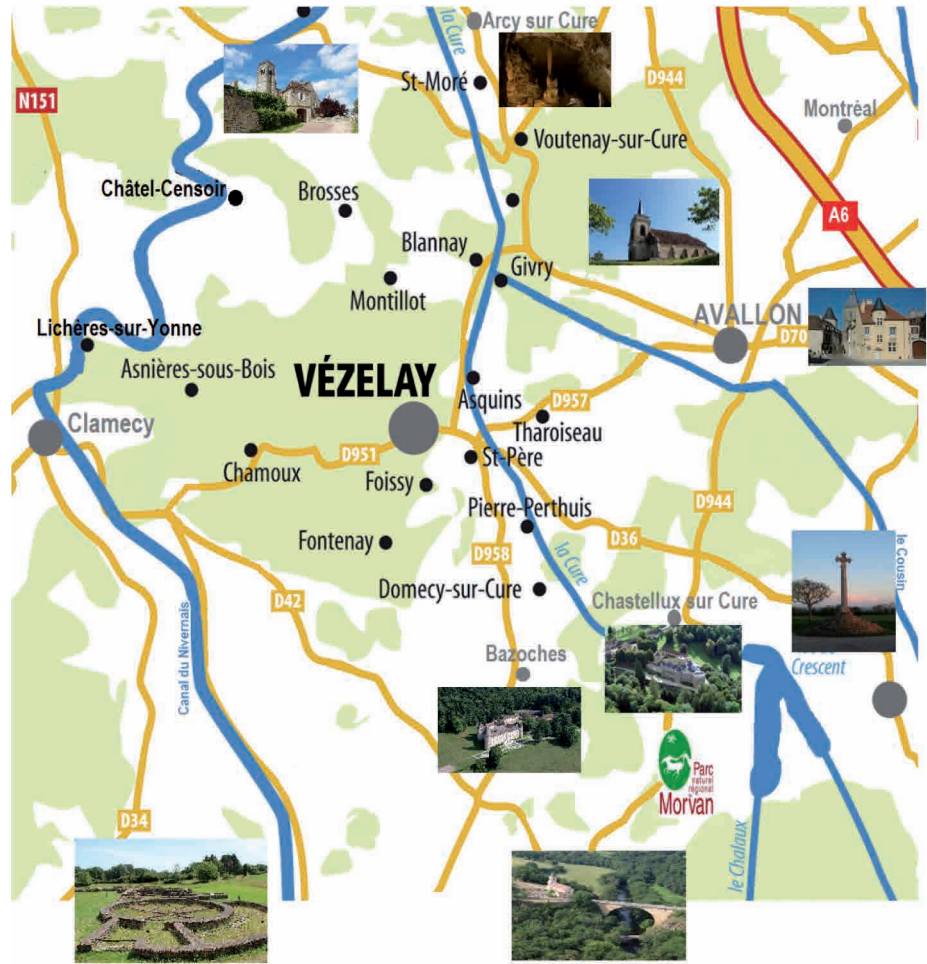 la Cure
Arcy sur Cure
D944
N151
St-Moré
Montréal
Voutenay-sur-Cure
Châtel-Censoir
Brosses
A6
Blannay
Givry
Montillot
AVALLON
Lichères-sur-Yonne
D70
Asnières-sous-Bois
VÉZELAY
Asquins
D957
Clamecy
Tharoiseau
D951
St-Père
Chamoux
Foissy
Pierre-Perthuis
D944
Fontenay
D958
D36
la Cure
le Cousin
Domecy-sur-Cure
D42
Chastellux sur Cure
Bazoches
Crescent
Canal du Nivernais
Parc
naturel
régional
Morvan
D34
le Chalaux